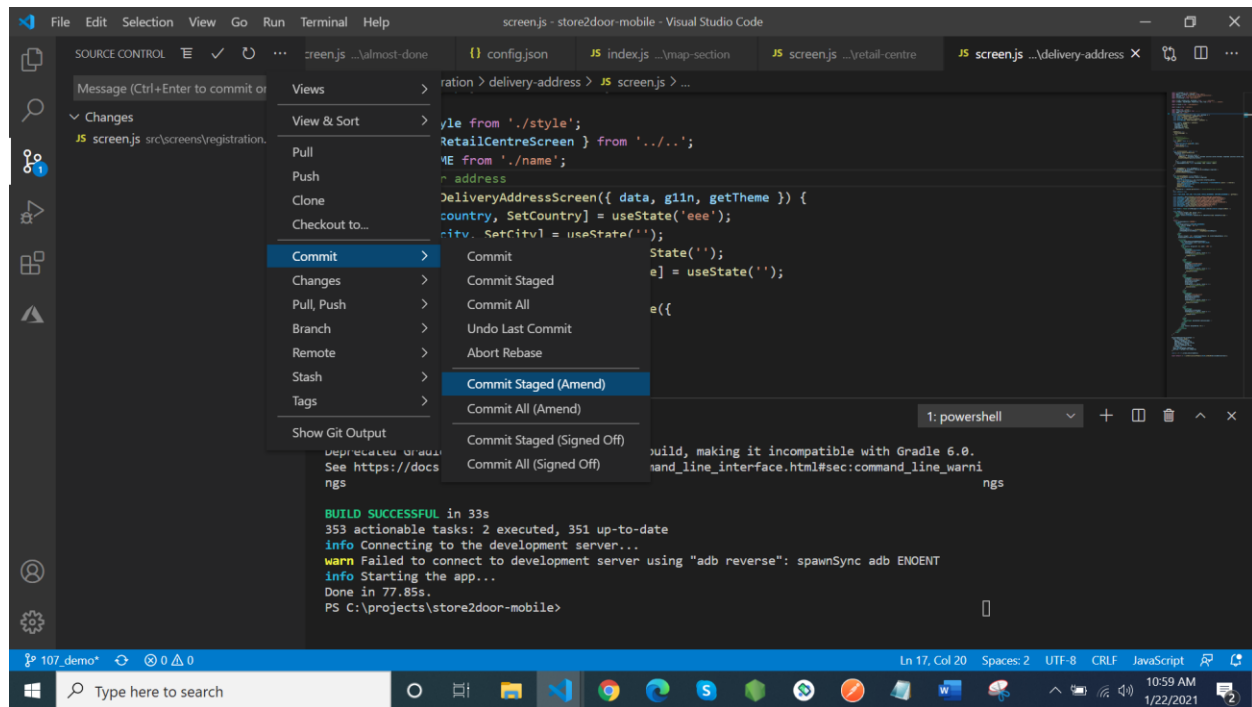 File Edit Selection View Go Run Terminal Help screen.js - store2door-mobile - Visual Studio Code
SOURCE CONTROL
creen.js ...\almost-done {} config.json JS index.js ...\map-section JS screen.js ...\retail-centre JS screen.js ...\delivery-address
Message (Ctrl+Enter to commit or
Changes
JS screen.js src\screens\registration.
1
Views
View & Sort
Pull
Push
Clone
Checkout to...
Commit
Changes
Pull, Push
Branch
Remote
Stash
Tags
Show Git Output
Commit
Commit Staged
Commit All
Undo Last Commit
Abort Rebase
Commit Staged (Amend)
Commit All (Amend)
Commit Staged (Signed Off)
Commit All (Signed Off)
ration > delivery-address > JS screen.js > ...
yle from './style';
RetailCentreScreen } from '../..';
ME from './name';
r address
DeliveryAddressScreen({ data, g11n, getTheme }) {
country, SetCountry] = useState('eee');
city, SetCity] = useState('');
State('');
e] = useState('');
e({
1: powershell
Deprecated Gradl build, making it incompatible with Gradle 6.0.
See https://docs mand_line_interface.html#sec:command_line_warni
ngs ngs
BUILD SUCCESSFUL in 33s
353 actionable tasks: 2 executed, 351 up-to-date
info Connecting to the development server...
warn Failed to connect to development server using "adb reverse": spawnSync adb ENOENT
info Starting the app...
Done in 77.85s.
PS C:\projects\store2door-mobile>
107_demo* 0 0 Ln 17, Col 20 Spaces: 2 UTF-8 CRLF JavaScript
Type here to search
10:59 AM
1/22/2021
2